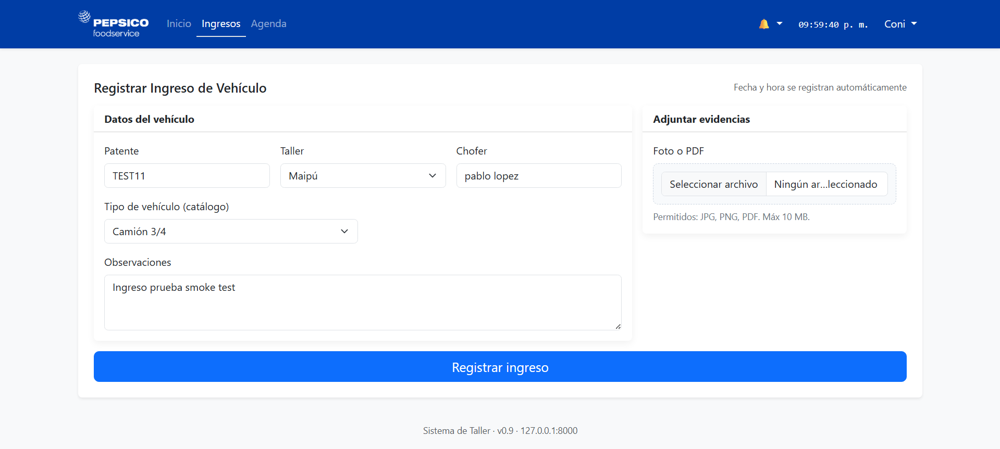 PEPSICO
foodservice
Inicio Ingresos Agenda
09:59:40 p. m. Coni
Registrar Ingreso de Vehículo
Fecha y hora se registran automáticamente
Datos del vehículo
Patente Taller Chofer
TEST11 Maipú pablo lopez
Tipo de vehículo (catálogo)
Camión 3/4
Observaciones
Ingreso prueba smoke test
Adjuntar evidencias
Foto o PDF
Seleccionar archivo Ningún ar...leccionado
Permitidos: JPG, PNG, PDF. Máx 10 MB.
Registrar ingreso
Sistema de Taller · v0.9 · 127.0.0.1:8000